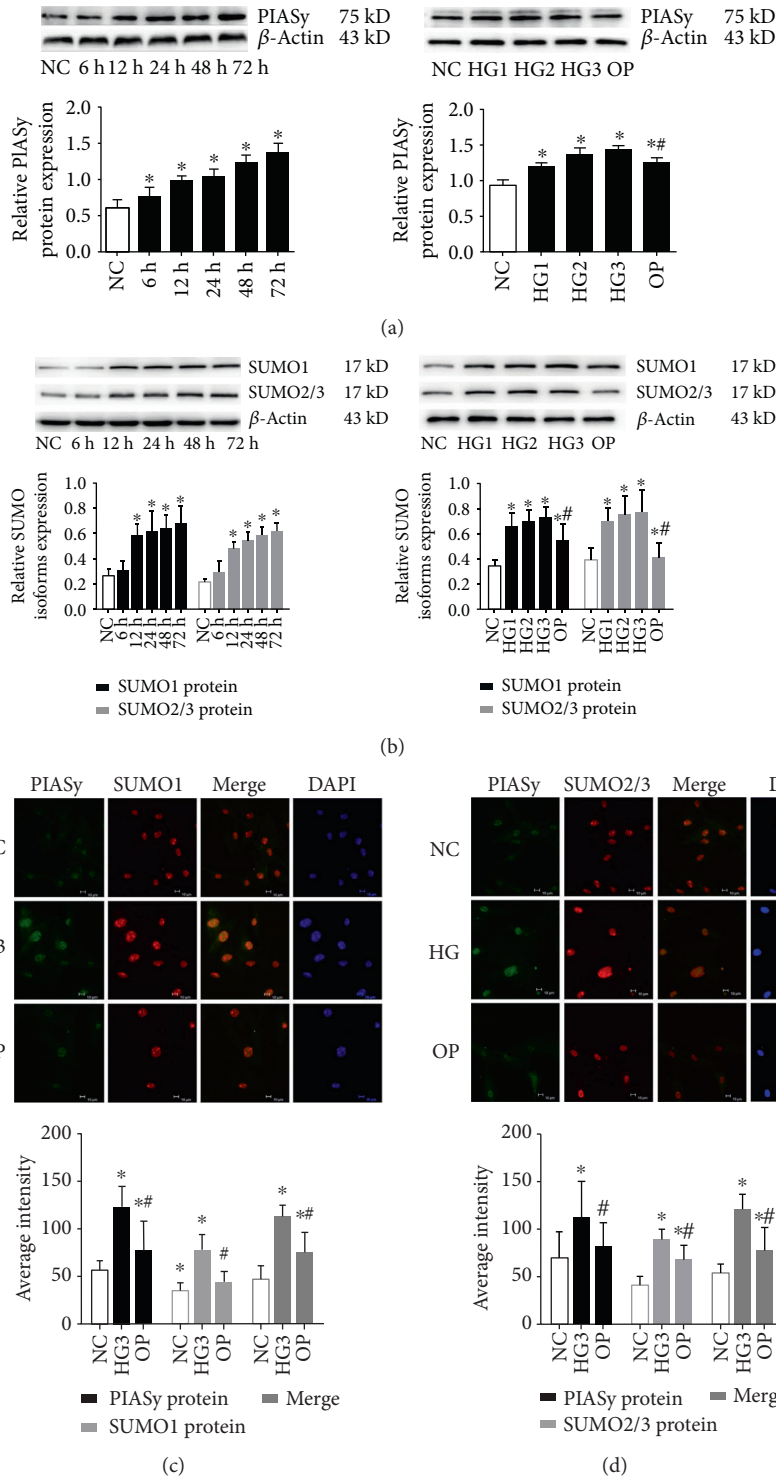 PIASy 75 kD
β-Actin 43 kD
NC 6 h 12 h 24 h 48 h 72 h
PIASy 75 kD
β-Actin 43 kD
NC HG1 HG2 HG3 OP
Relative PIASy
protein expression
2.0
1.5
1.0
0.5
0.0
* * * * *
NC 6 h 12 h 24 h 48 h 72 h
Relative PIASy
protein expression
2.0
1.5
1.0
0.5
0.0
* * * *#
NC HG1 HG2 HG3 OP
(a)
SUMO1 17 kD
SUMO2/3 17 kD
β-Actin 43 kD
NC 6 h 12 h 24 h 48 h 72 h
SUMO1 17 kD
SUMO2/3 17 kD
β-Actin 43 kD
NC HG1 HG2 HG3 OP
Relative SUMO
isoforms expression
1.0
0.8
0.6
0.4
0.2
0.0
* * * * * * * *
NC 6 h 12 h 24 h 48 h 72 h NC 6 h 12 h 24 h 48 h 72 h
SUMO1 protein
SUMO2/3 protein
Relative SUMO
isoforms expression
1.0
0.8
0.6
0.4
0.2
0.0
* * * *# * * * *#
NC HG1 HG2 HG3 OP NC HG1 HG2 HG3 OP
SUMO1 protein
SUMO2/3 protein
(b)
PIASy SUMO1 Merge DAPI
C
3
P
PIASy SUMO2/3 Merge D
NC
HG
OP
Average intensity
200
150
100
50
0
* *# * * # * *#
NC HG3 OP NC HG3 OP NC HG3 OP
PIASy protein Merge
SUMO1 protein
(c)
Average intensity
200
150
100
50
0
* # * *# * *#
NC HG3 OP NC HG3 OP NC HG3 OP
PIASy protein Merg
SUMO2/3 protein
(d)